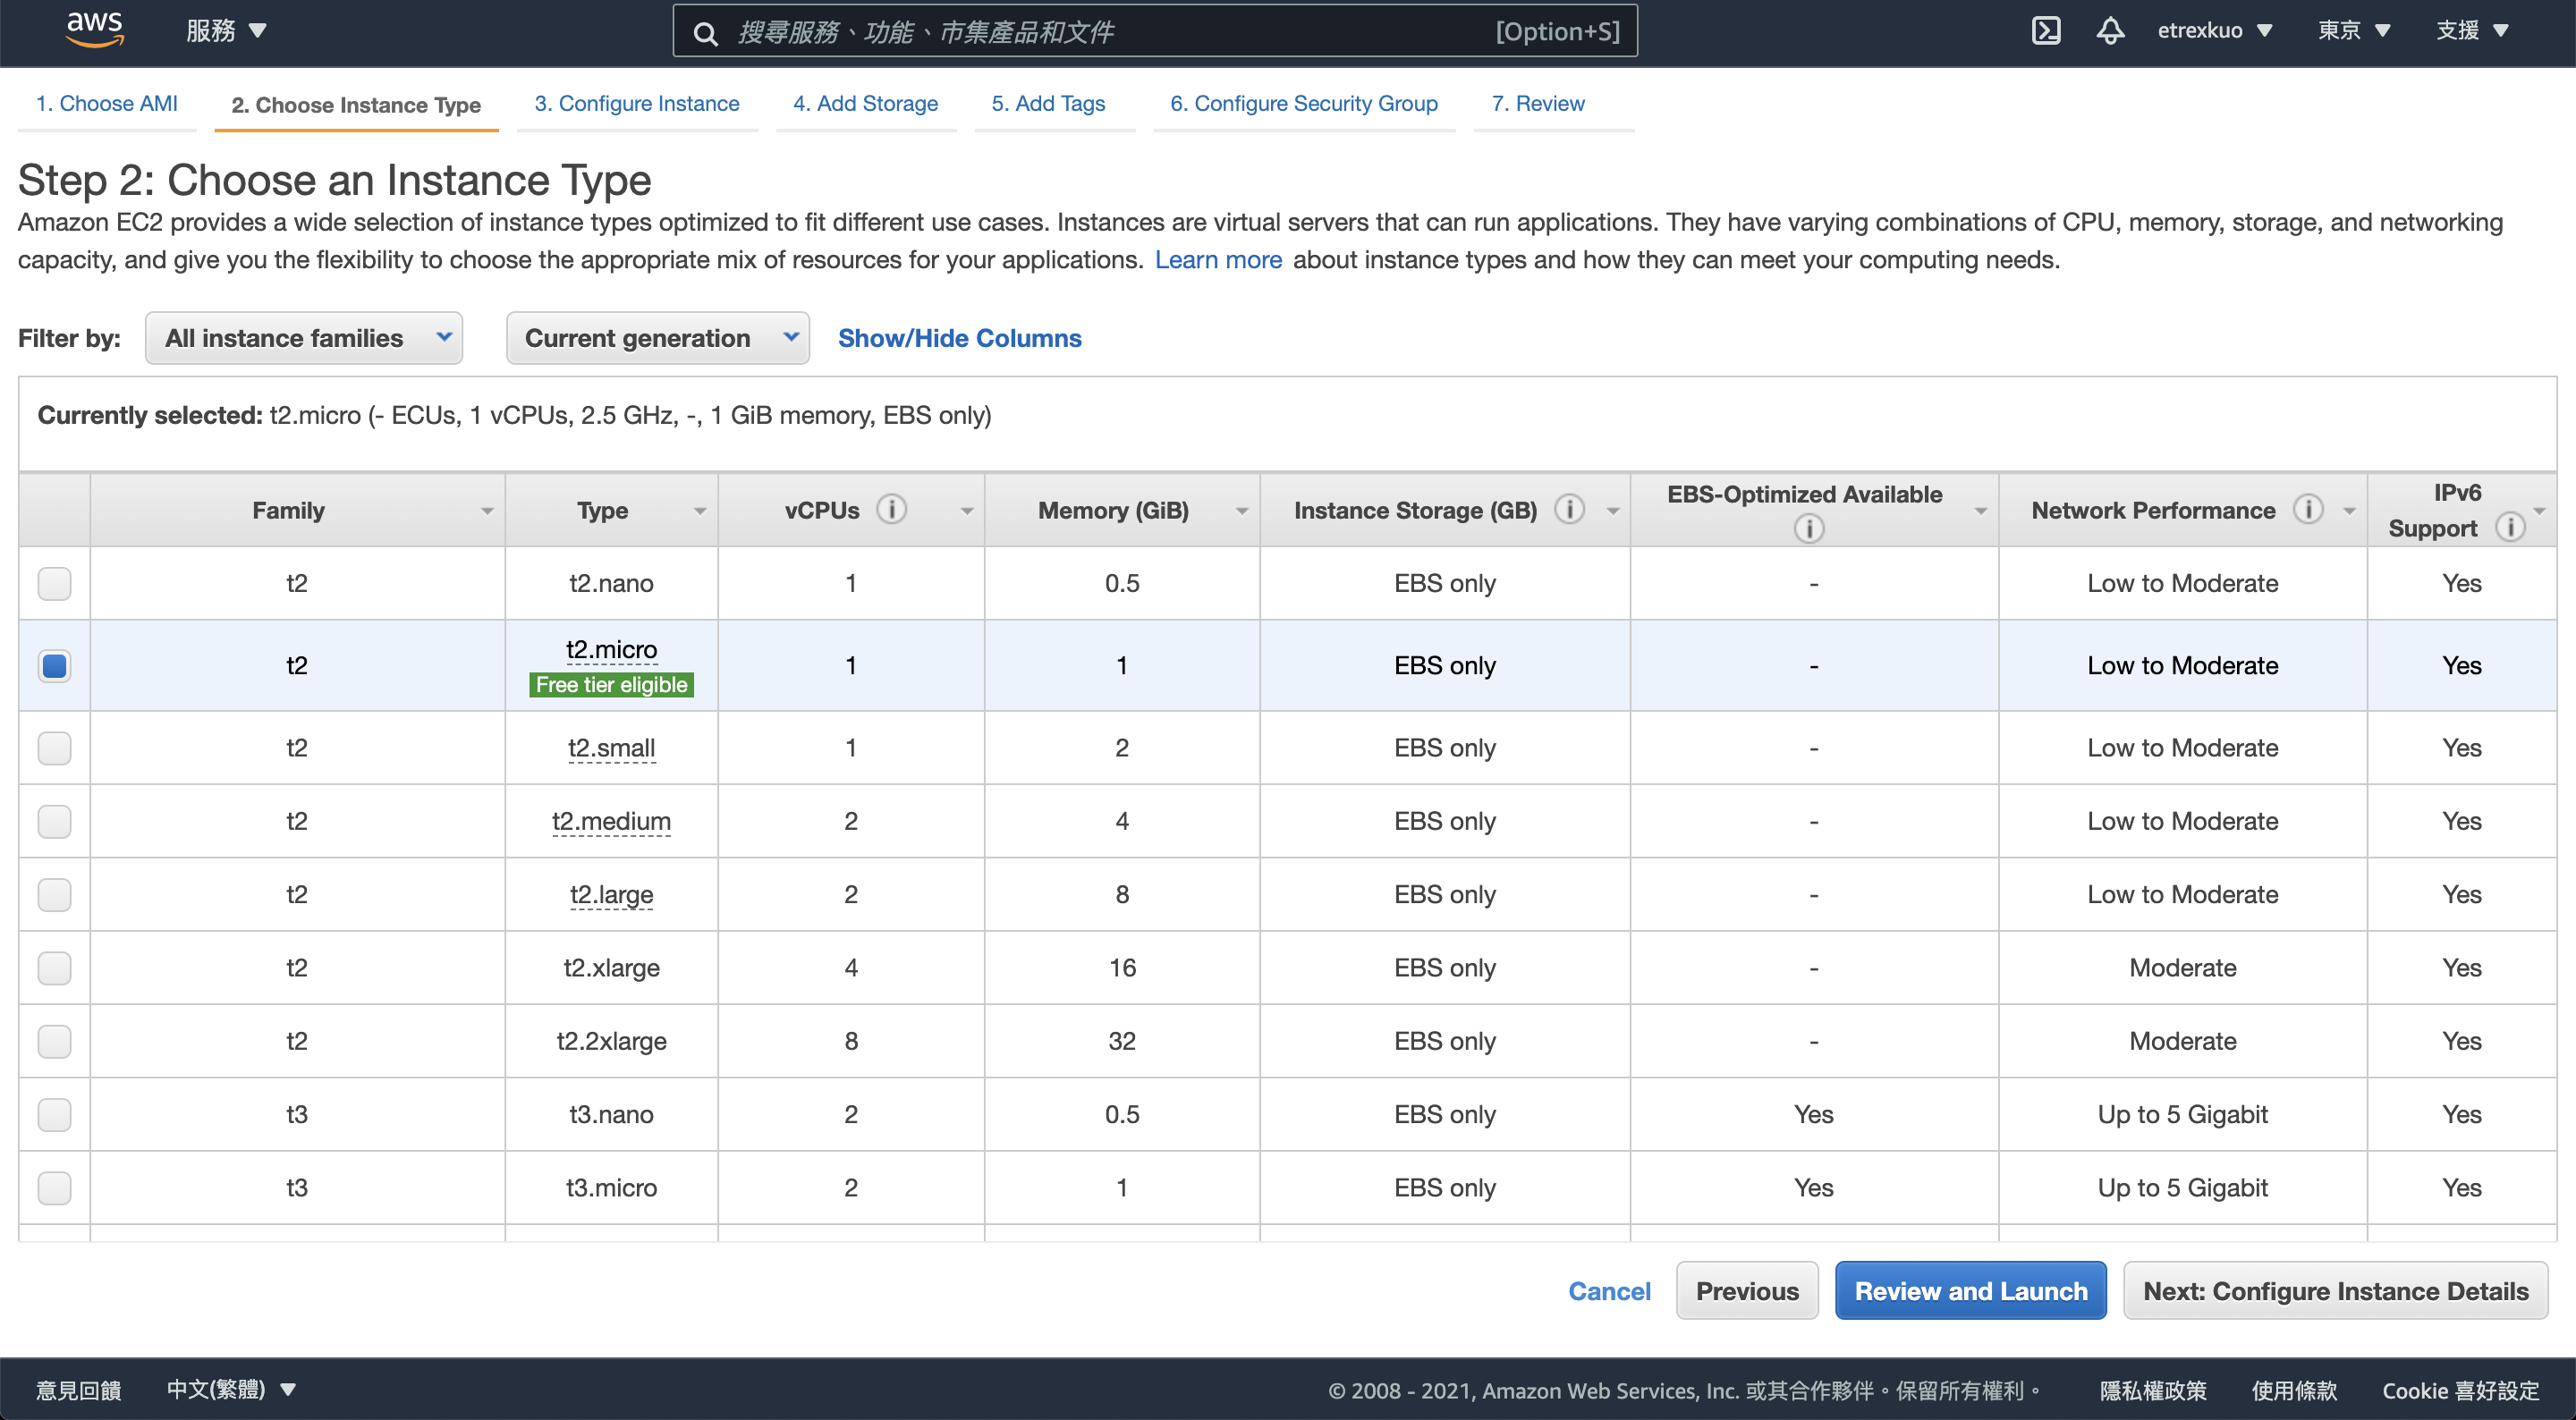 aws 服務 搜尋服務、功能、市集產品和文件 [Option+S] etrexkuo 東京 支援
1. Choose AMI 2. Choose Instance Type 3. Configure Instance 4. Add Storage 5. Add Tags 6. Configure Security Group 7. Review
Step 2: Choose an Instance Type
Amazon EC2 provides a wide selection of instance types optimized to fit different use cases. Instances are virtual servers that can run applications. They have varying combinations of CPU, memory, storage, and networking
capacity, and give you the flexibility to choose the appropriate mix of resources for your applications. Learn more about instance types and how they can meet your computing needs.
Filter by: All instance families Current generation Show/Hide Columns
Currently selected: t2.micro (- ECUs, 1 vCPUs, 2.5 GHz, -, 1 GiB memory, EBS only)
Family Type vCPUs Memory (GiB) Instance Storage (GB) EBS-Optimized Available Network Performance IPv6 Support
t2 t2.nano 1 0.5 EBS only - Low to Moderate Yes
t2 t2.micro 1 1 EBS only - Low to Moderate Yes
Free tier eligible
t2 t2.small 1 2 EBS only - Low to Moderate Yes
t2 t2.medium 2 4 EBS only - Low to Moderate Yes
t2 t2.large 2 8 EBS only - Low to Moderate Yes
t2 t2.xlarge 4 16 EBS only - Moderate Yes
t2 t2.2xlarge 8 32 EBS only - Moderate Yes
t3 t3.nano 2 0.5 EBS only Yes Up to 5 Gigabit Yes
t3 t3.micro 2 1 EBS only Yes Up to 5 Gigabit Yes
Cancel Previous Review and Launch Next: Configure Instance Details
意見回饋 中文(繁體) © 2008 - 2021, Amazon Web Services, Inc. 或其合作夥伴。保留所有權利。 隱私權政策 使用條款 Cookie 喜好設定